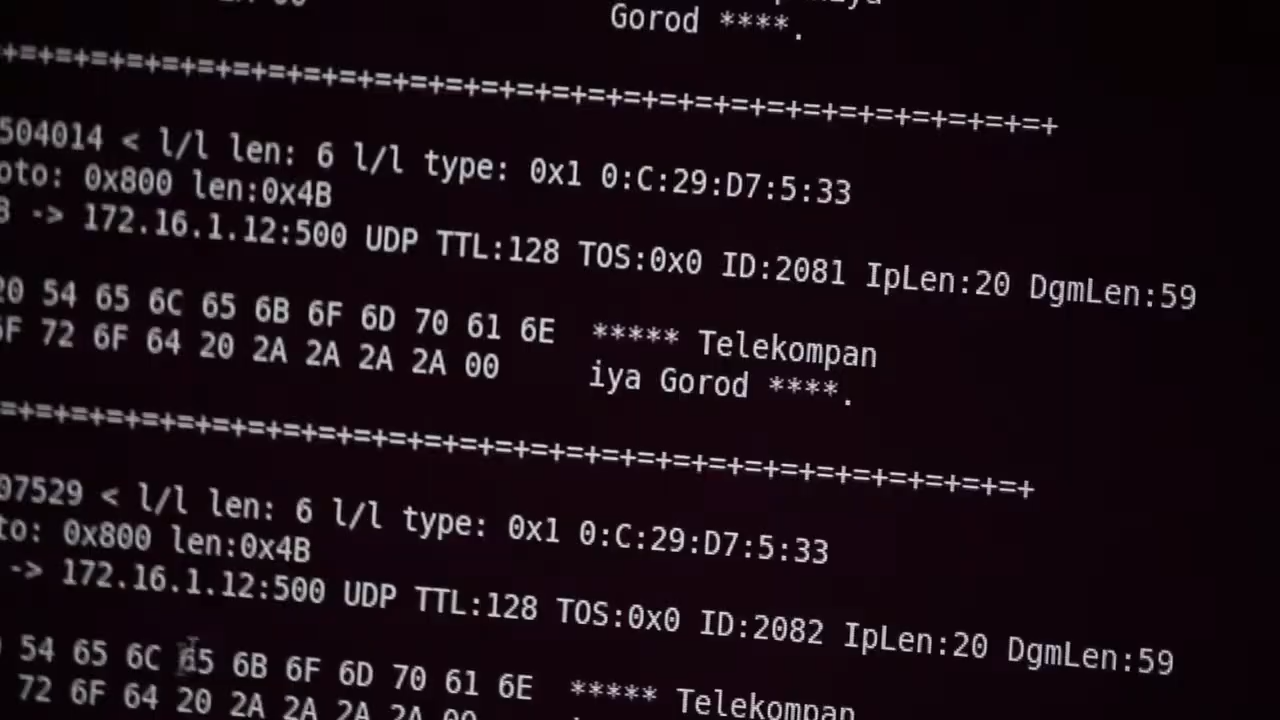 Gorod ****.
+=+=+=+=+=+=+=+=+=+=+=+=+=+=+=+=+=+=+=+=+=+=+=+=+=+=+=+=+=+
504014 < l/l len: 6 l/l type: 0x1 0:C:29:D7:5:33
oto: 0x800 len:0x4B
-> 172.16.1.12:500 UDP TTL:128 TOS:0x0 ID:2081 IpLen:20 DgmLen:59
20 54 65 6C 65 6B 6F 6D 70 61 6E ***** Telekompan
6F 72 6F 64 20 2A 2A 2A 2A 00 iya Gorod ****.
=+=+=+=+=+=+=+=+=+=+=+=+=+=+=+=+=+=+=+=+=+=+=+=+=+=+=+=+=+
07529 < l/l len: 6 l/l type: 0x1 0:C:29:D7:5:33
to: 0x800 len:0x4B
-> 172.16.1.12:500 UDP TTL:128 TOS:0x0 ID:2082 IpLen:20 DgmLen:59
54 65 6C 65 6B 6F 6D 70 61 6E ***** Telekompan
72 6F 64 20 2A 2A 2A 2A 00